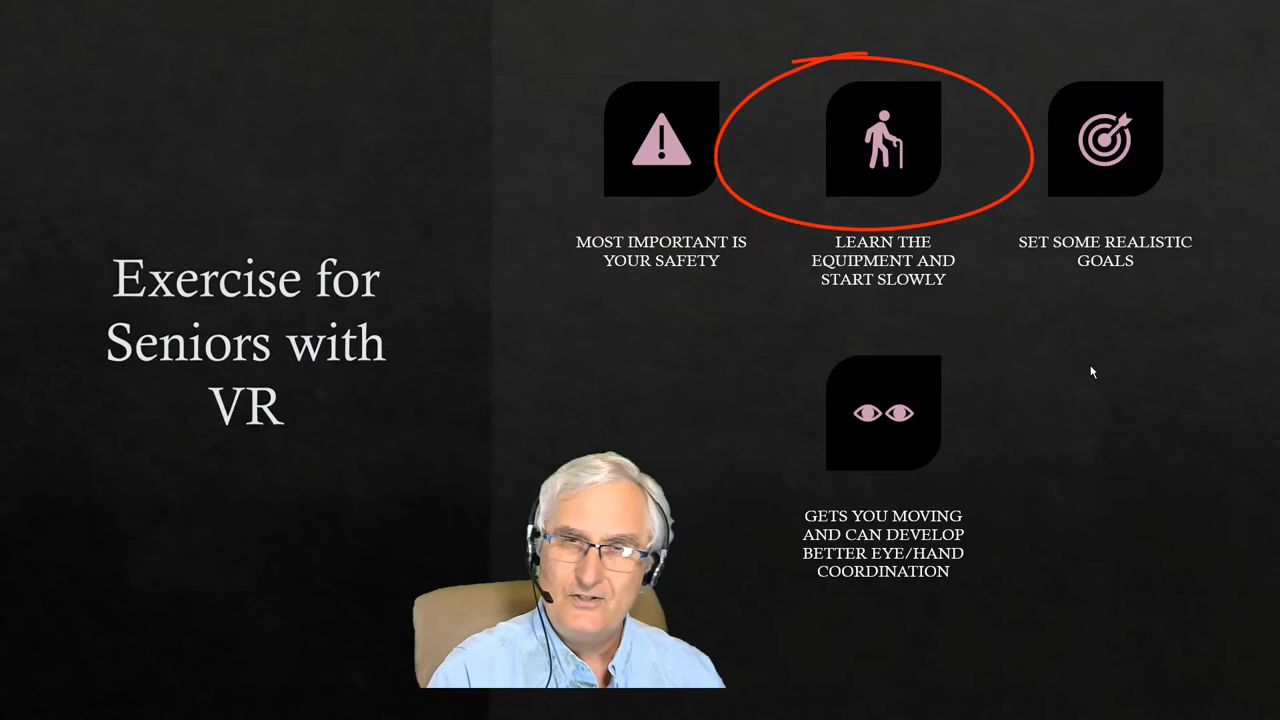 Exercise for
Seniors with
VR
MOST IMPORTANT IS
YOUR SAFETY
LEARN THE
EQUIPMENT AND
START SLOWLY
SET SOME REALISTIC
GOALS
GETS YOU MOVING
AND CAN DEVELOP
BETTER EYE/HAND
COORDINATION